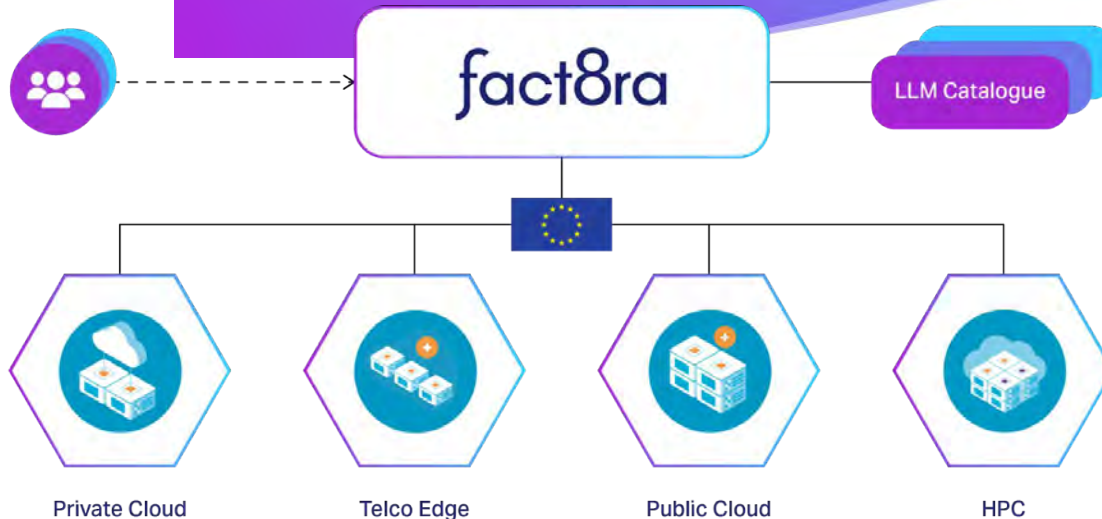 fact8ra
LLM Catalogue
Private Cloud
Telco Edge
Public Cloud
HPC